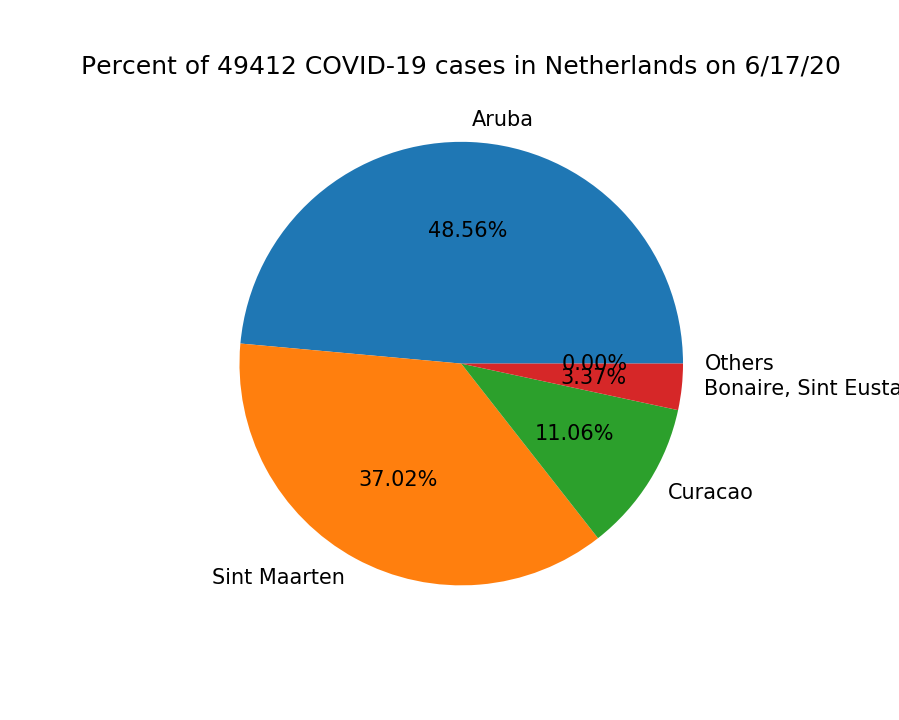 Percent of 49412 COVID-19 cases in Netherlands on 6/17/20
Aruba
48.56%
0.00%
Others
3.37%
Bonaire, Sint Eusta
11.06%
37.02%
Curacao
Sint Maarten